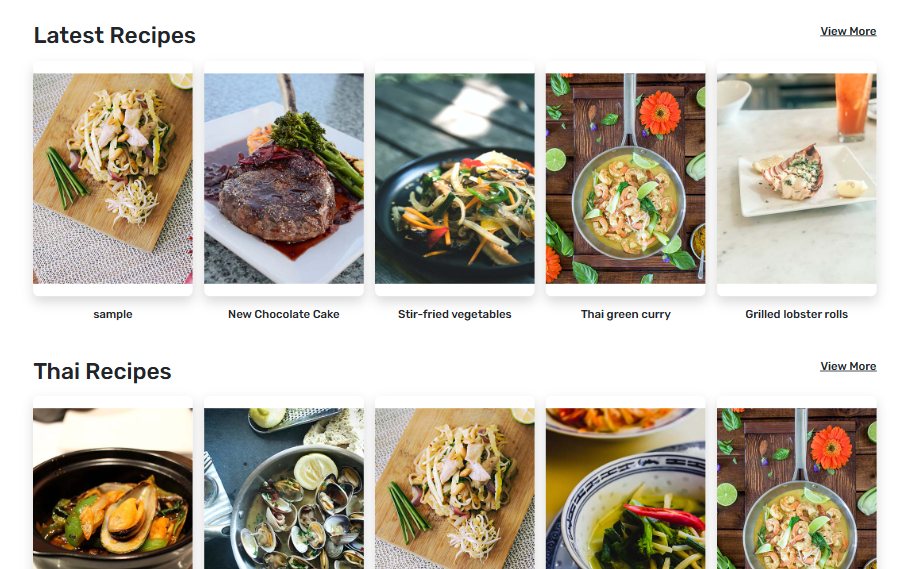 Latest Recipes
View More
sample
New Chocolate Cake
Stir-fried vegetables
Thai green curry
Grilled lobster rolls
Thai Recipes
View More